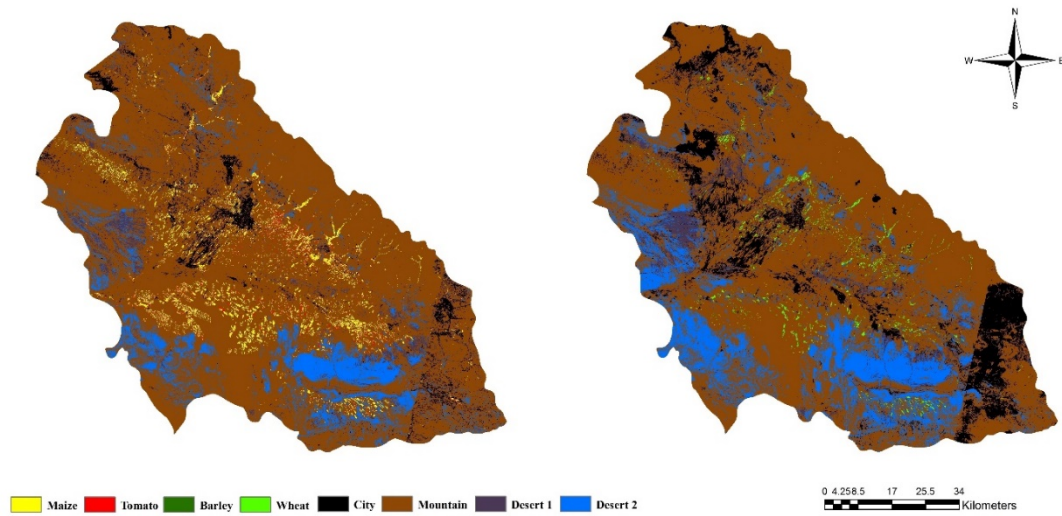 N
W E
S
Maize Tomato Barley Wheat City Mountain Desert 1 Desert 2
0 4.258.5 17 25.5 34
Kilometers